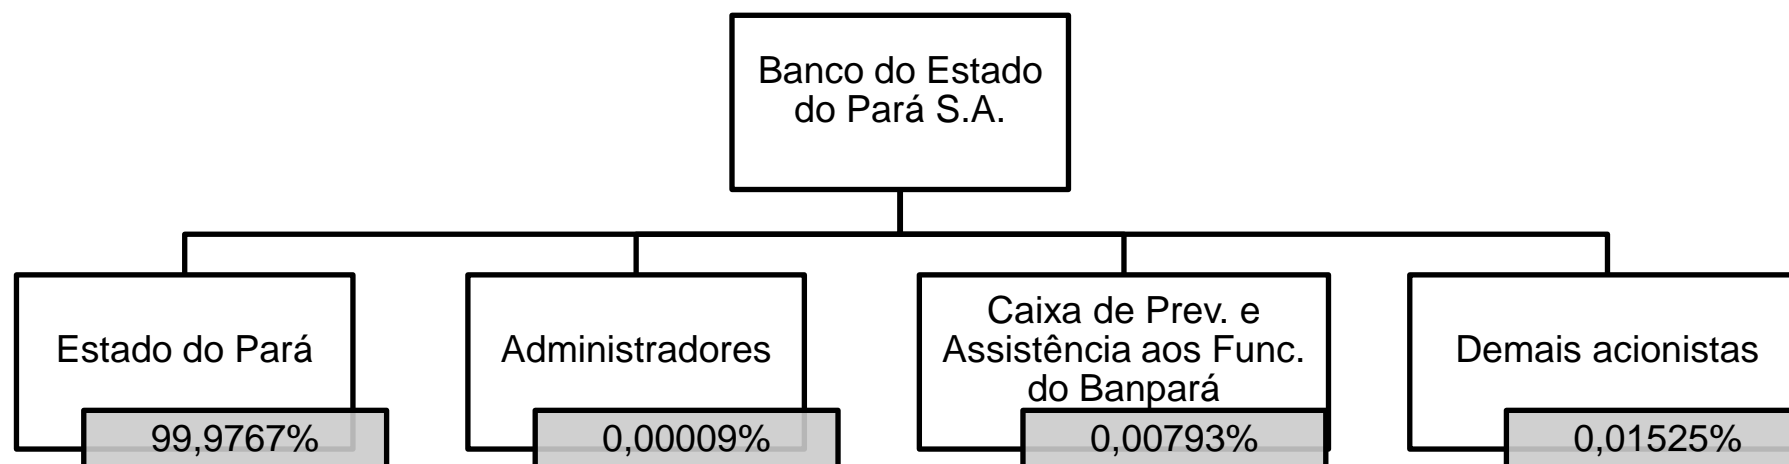 Banco do Estado
do Pará S.A.
Estado do Pará
99,9767%
Administradores
0,00009%
Caixa de Prev. e
Assistência aos Func.
do Banpará
0,00793%
Demais acionistas
0,01525%